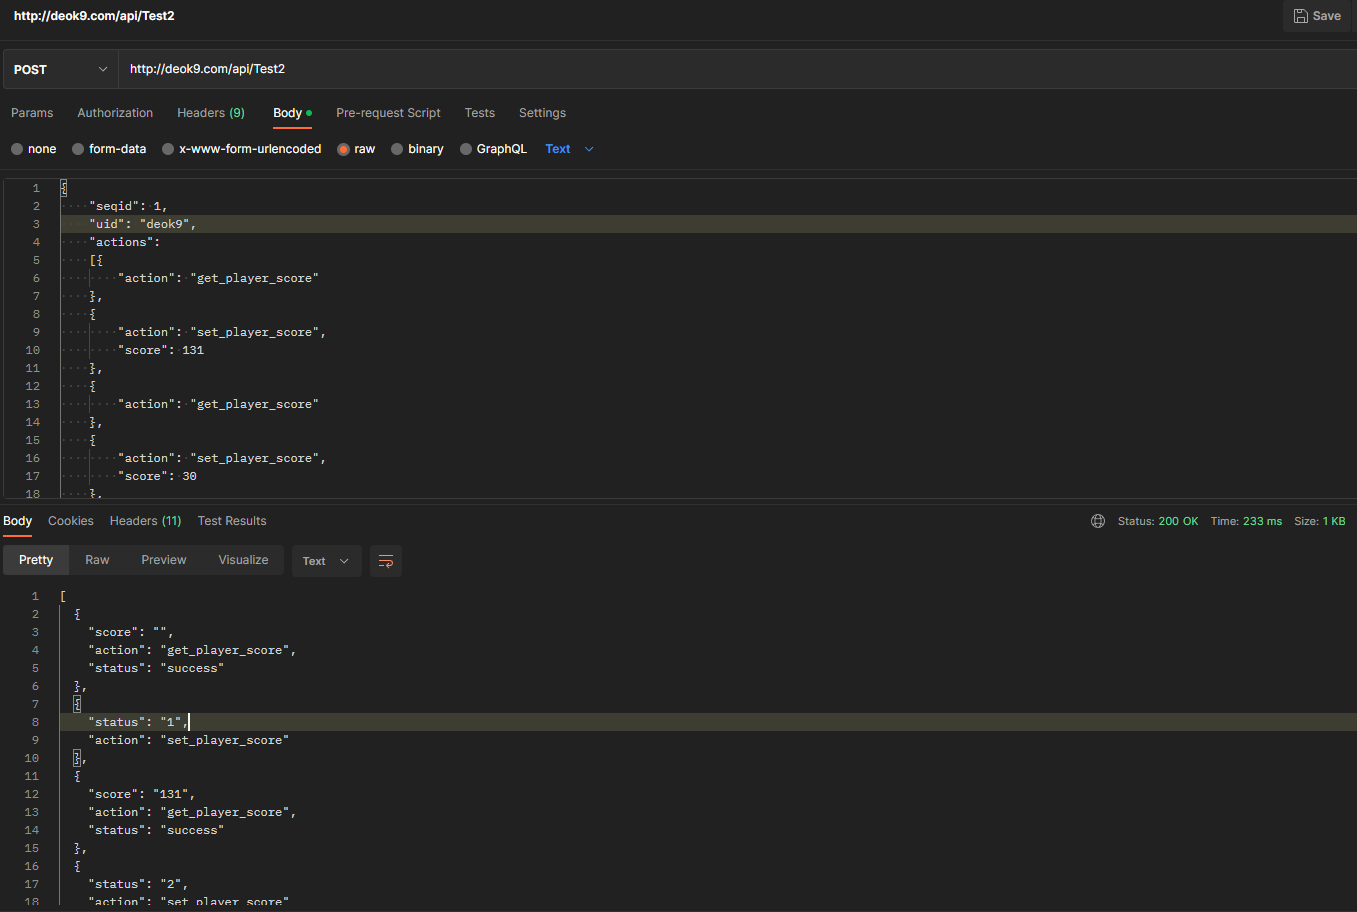 http://deok9.com/api/Test2
Save
POST http://deok9.com/api/Test2
Params Authorization Headers (9) Body Pre-request Script Tests Settings
none form-data x-www-form-urlencoded raw binary GraphQL Text
1 {
2 "seqid": 1,
3 "uid": "deok9",
4 "actions":
5 [{
6 "action": "get_player_score"
7 },
8 {
9 "action": "set_player_score",
10 "score": 131
11 },
12 {
13 "action": "get_player_score"
14 },
15 {
16 "action": "set_player_score",
17 "score": 30
18 },
Body Cookies Headers (11) Test Results Status: 200 OK Time: 233 ms Size: 1 KB
Pretty Raw Preview Visualize Text
1 [
2 {
3 "score": "",
4 "action": "get_player_score",
5 "status": "success"
6 },
7 {
8 "status": "1",
9 "action": "set_player_score"
10 },
11 {
12 "score": "131",
13 "action": "get_player_score",
14 "status": "success"
15 },
16 {
17 "status": "2",
18 "action": "set_player_score"